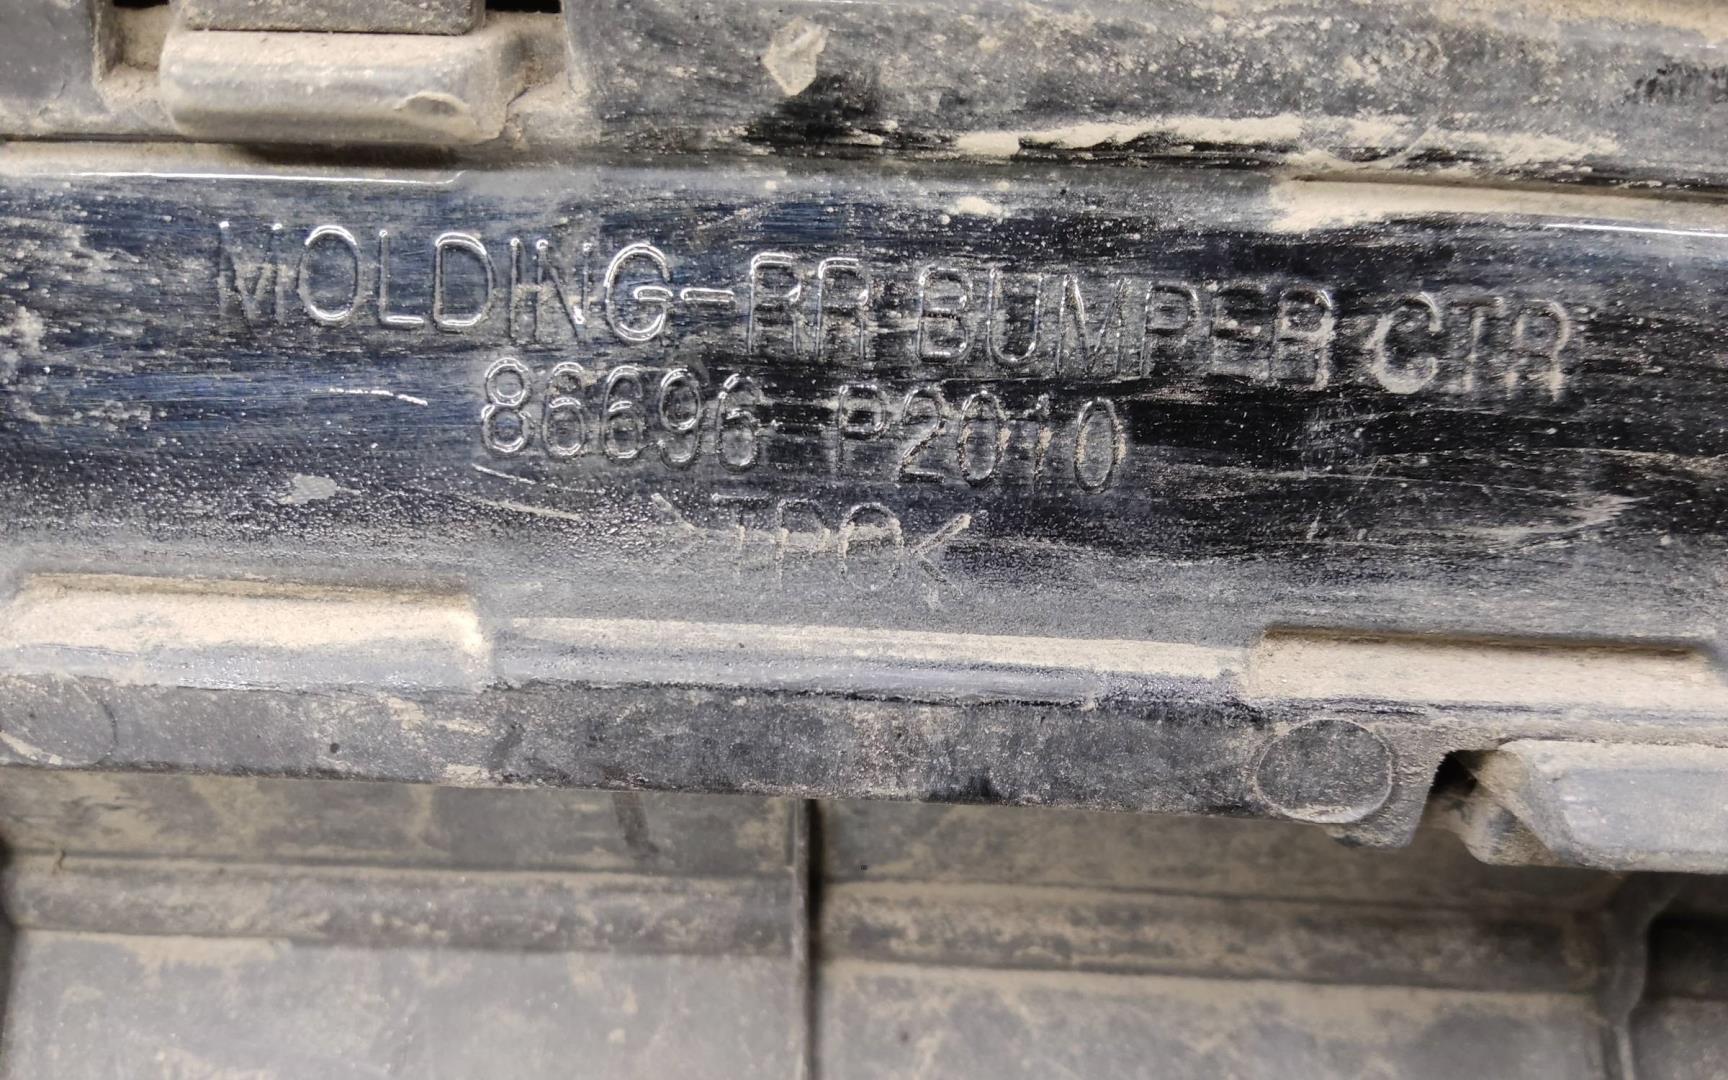 MOLDING-RR BUMPER CTR
86696 P2010
>TPO<